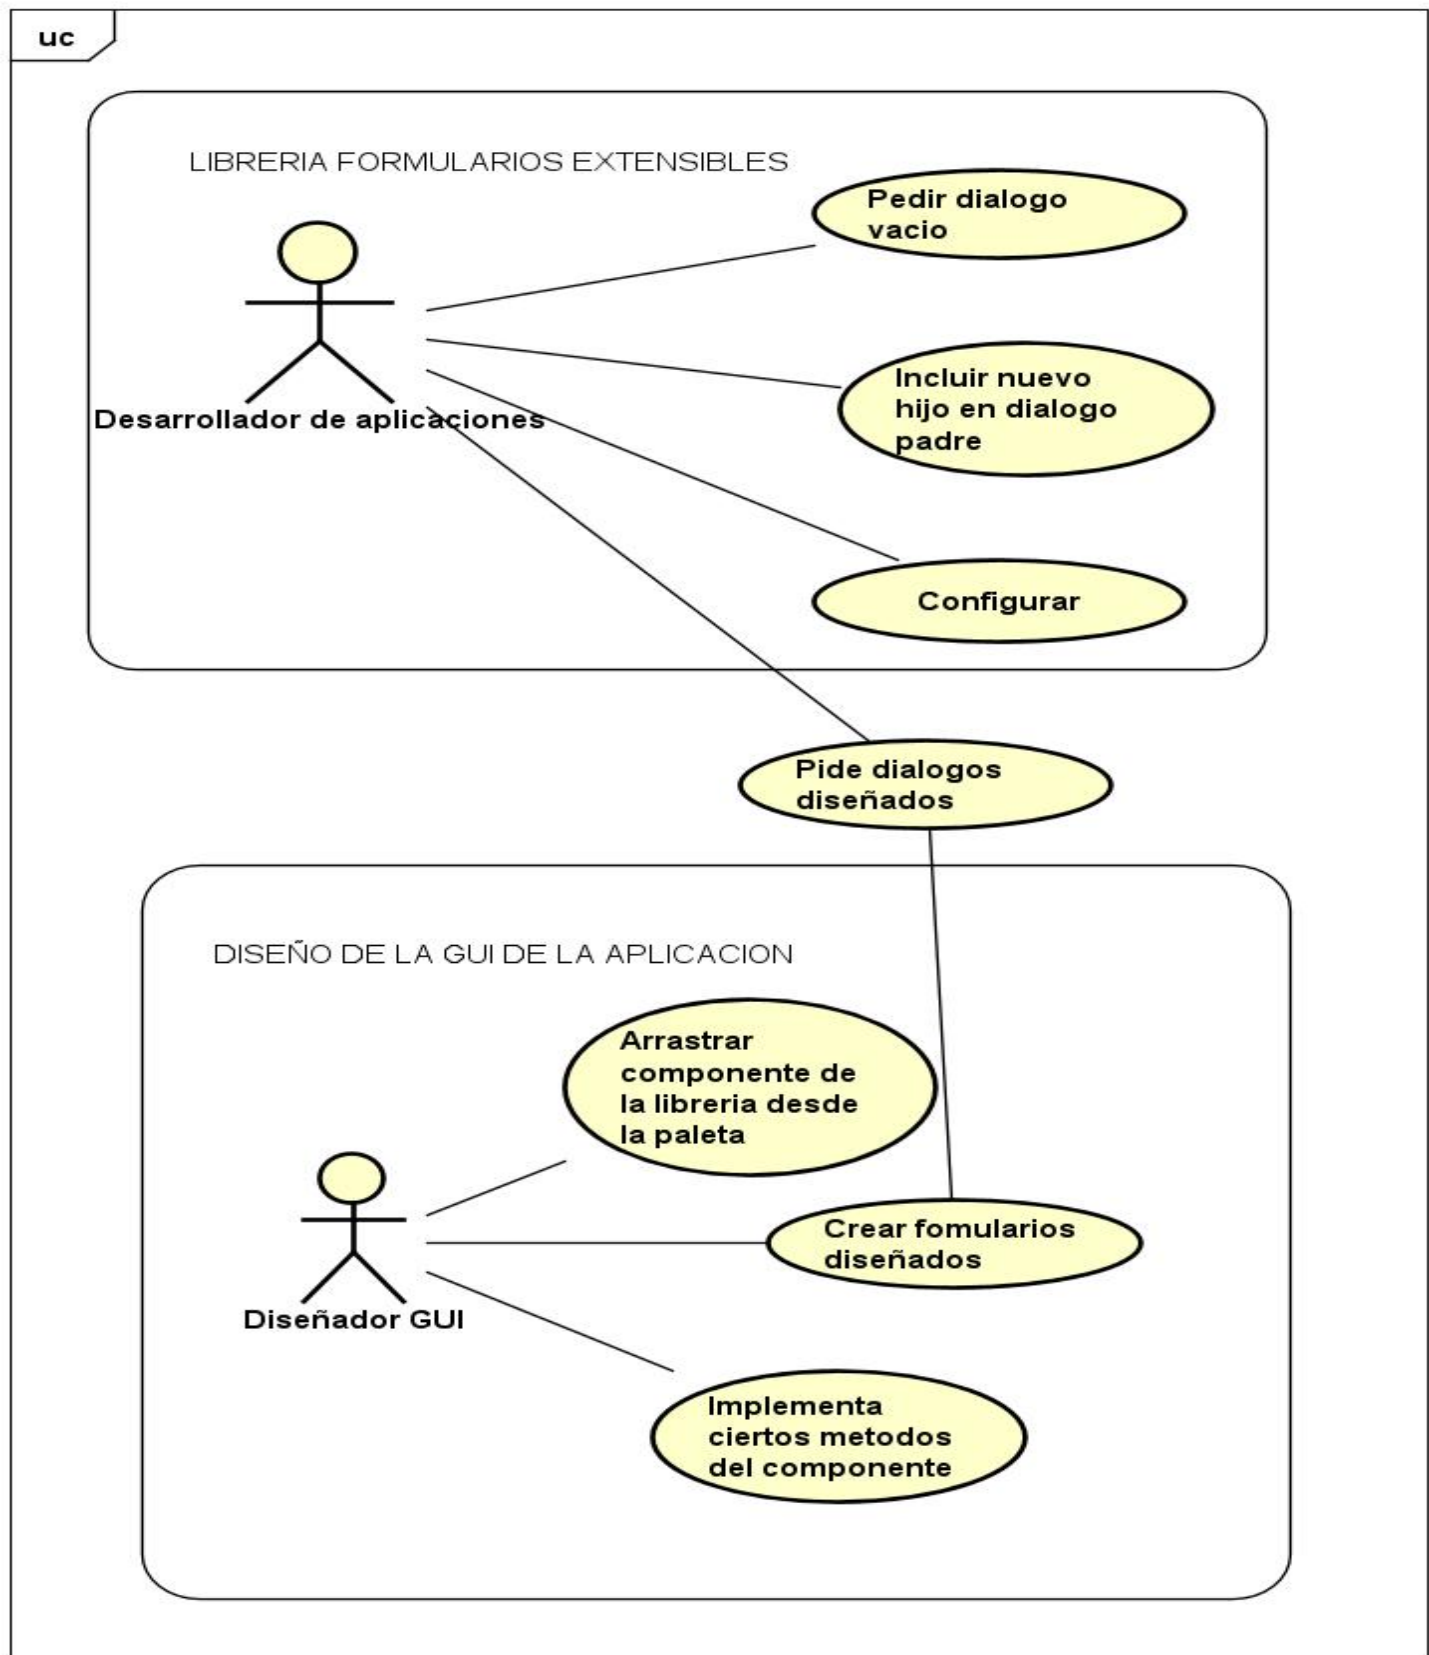 uc
LIBRERIA FORMULARIOS EXTENSIBLES
Pedir dialogo
vacio
Incluir nuevo
hijo en dialogo
padre
Desarrollador de aplicaciones
Configurar
Pide dialogos
diseñados
DISEÑO DE LA GUI DE LA APLICACION
Arrastrar
componente de
la libreria desde
la paleta
Crear fomularios
diseñados
Diseñador GUI
Implementa
ciertos metodos
del componente